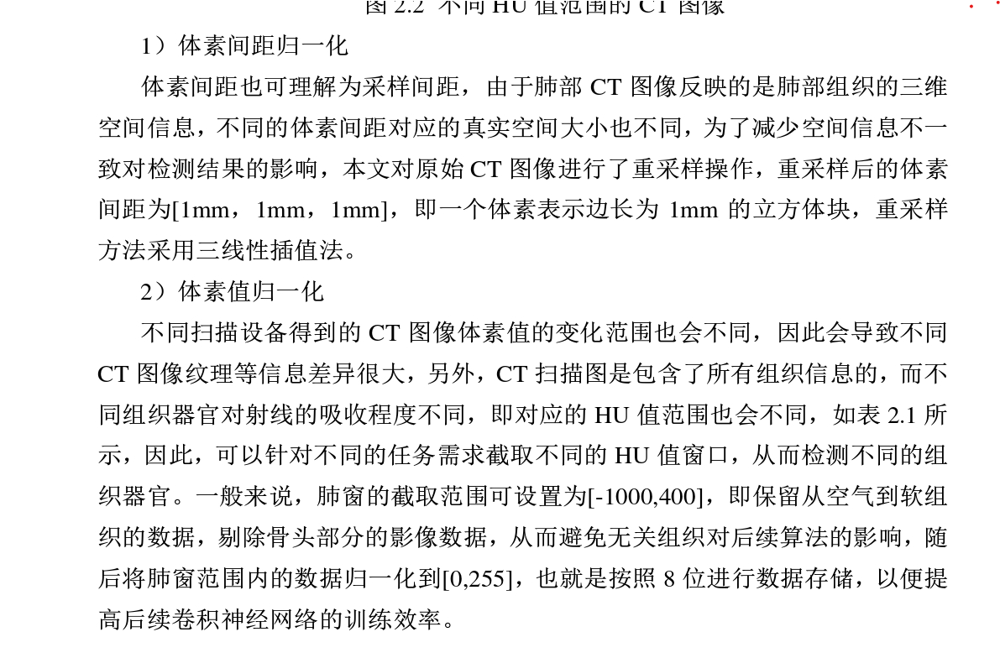 图 2.2 不同 HU 值范围的 CT 图像
1）体素间距归一化
体素间距也可理解为采样间距，由于肺部 CT 图像反映的是肺部组织的三维
空间信息，不同的体素间距对应的真实空间大小也不同，为了减少空间信息不一
致对检测结果的影响，本文对原始 CT 图像进行了重采样操作，重采样后的体素
间距为[1mm，1mm，1mm]，即一个体素表示边长为 1mm 的立方体块，重采样
方法采用三线性插值法。
2）体素值归一化
不同扫描设备得到的 CT 图像体素值的变化范围也会不同，因此会导致不同
CT 图像纹理等信息差异很大，另外，CT 扫描图是包含了所有组织信息的，而不
同组织器官对射线的吸收程度不同，即对应的 HU 值范围也会不同，如表 2.1 所
示，因此，可以针对不同的任务需求截取不同的 HU 值窗口，从而检测不同的组
织器官。一般来说，肺窗的截取范围可设置为[-1000,400]，即保留从空气到软组
织的数据，剔除骨头部分的影像数据，从而避免无关组织对后续算法的影响，随
后将肺窗范围内的数据归一化到[0,255]，也就是按照 8 位进行数据存储，以便提
高后续卷积神经网络的训练效率。